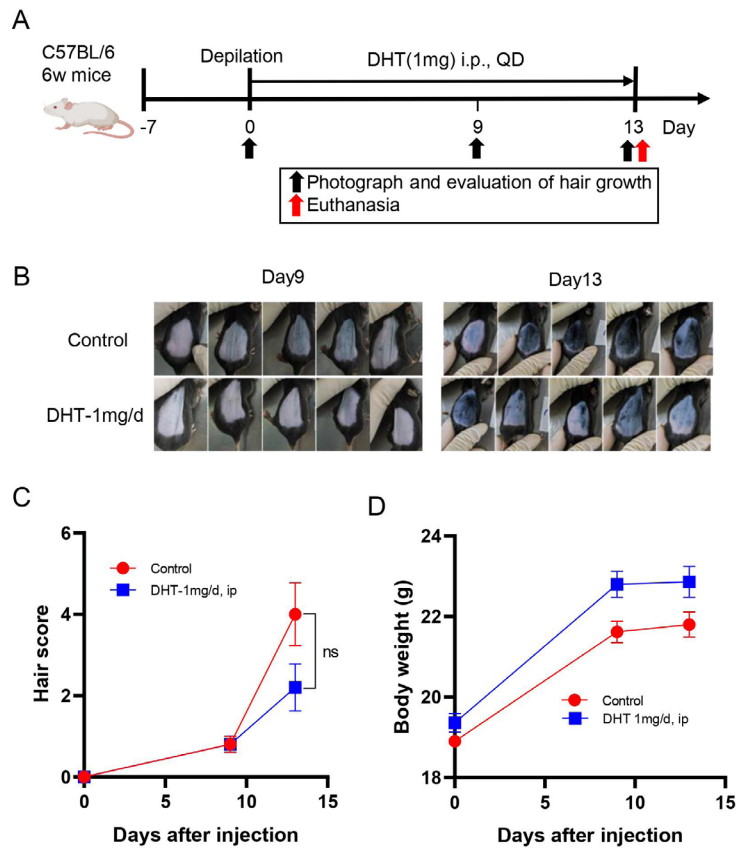 A
C57BL/6
6w mice
Depilation
DHT(1mg) i.p., QD
-7
0
9
13
Day
Photograph and evaluation of hair growth
Euthanasia
B
Day9
Day13
Control
DHT-1mg/d
C
6
4
2
0
0
5
10
15
Hair score
Days after injection
Control
DHT-1mg/d, ip
ns
D
24
22
19
18
0
5
10
15
Body weight (g)
Days after injection
Control
DHT 1mg/d, ip